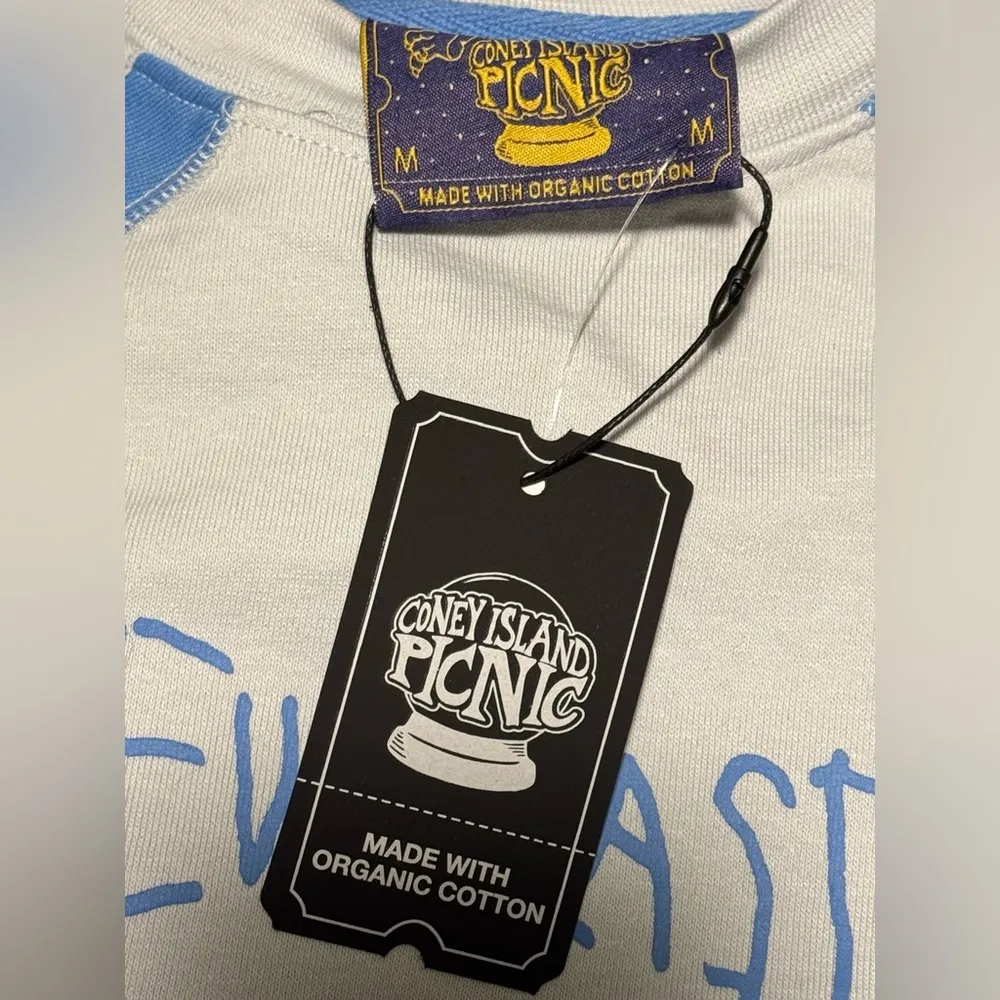 CONEY ISLAND
PICNIC
M M
MADE WITH ORGANIC COTTON
CONEY ISLAND
PICNIC
MADE WITH
ORGANIC COTTON